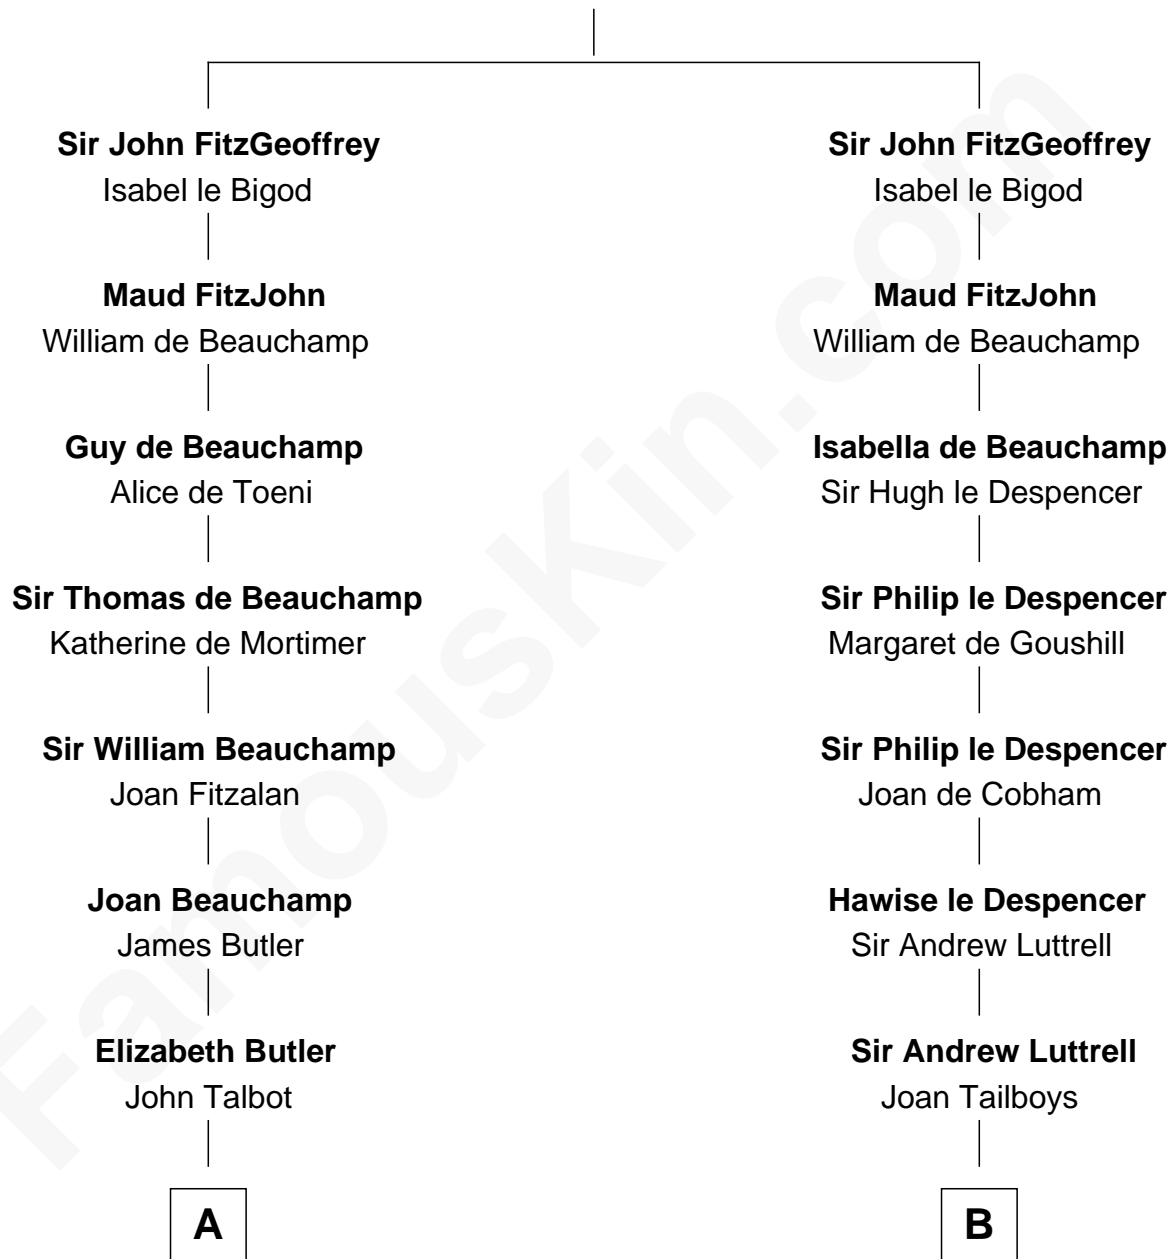 Sir John FitzGeoffrey
Isabel le Bigod
Maud FitzJohn
William de Beauchamp
Guy de Beauchamp
Alice de Toeni
Sir Thomas de Beauchamp
Katherine de Mortimer
Sir William Beauchamp
Joan Fitzalan
Joan Beauchamp
James Butler
Elizabeth Butler
John Talbot
A
Sir John FitzGeoffrey
Isabel le Bigod
Maud FitzJohn
William de Beauchamp
Isabella de Beauchamp
Sir Hugh le Despencer
Sir Philip le Despencer
Margaret de Goushill
Sir Philip le Despencer
Joan de Cobham
Hawise le Despencer
Sir Andrew Luttrell
Sir Andrew Luttrell
Joan Tailboys
B
FamousKin.com